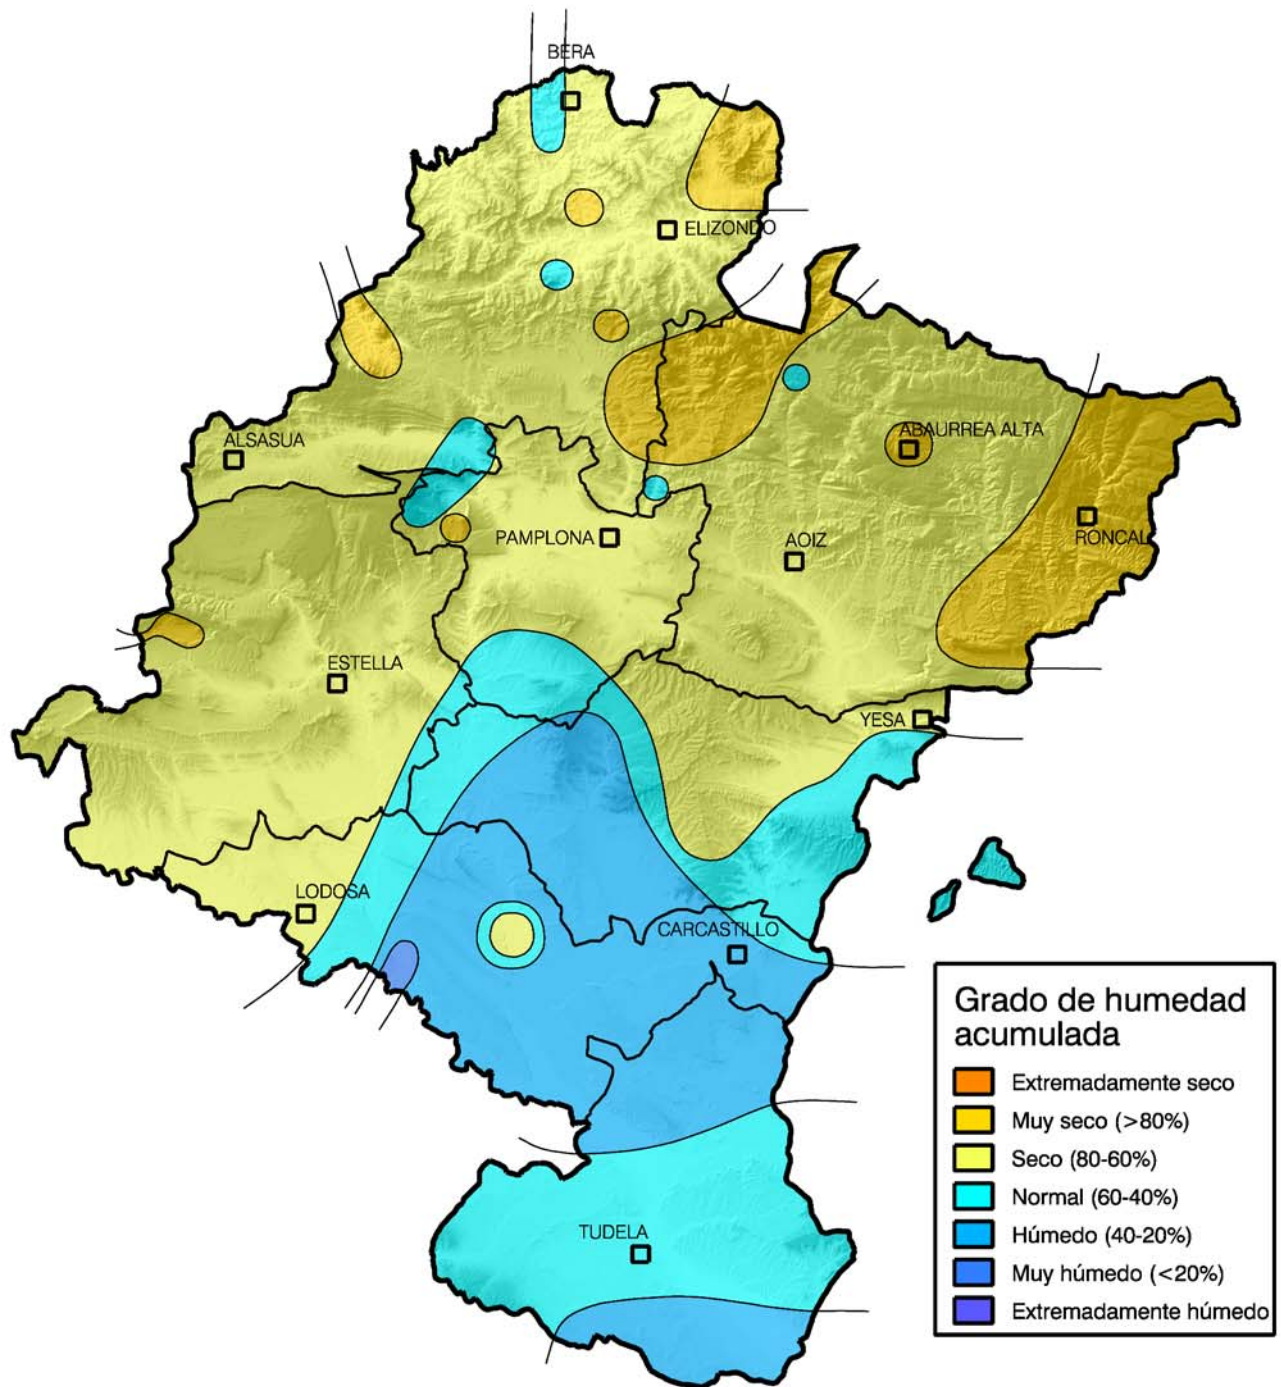 BERA
ELIZONDO
ALSASUA
ABAURREA ALTA
PAMPLONA
AOIZ
RONCAL
ESTELLA
YESA
LODOSA
CARCASTILLO
TUDELA
Grado de humedad
acumulada
Extremadamente seco
Muy seco (>80%)
Seco (80-60%)
Normal (60-40%)
Húmedo (40-20%)
Muy húmedo (<20%)
Extremadamente húmedo